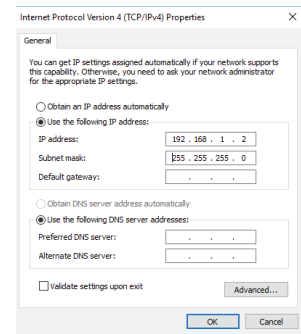 Internet Protocol Version 4 (TCP/IPv4) Properties
General
You can get IP settings assigned automatically if your network supports
this capability. Otherwise, you need to ask your network administrator
for the appropriate IP settings.
Obtain an IP address automatically
Use the following IP address:
IP address: 192 . 168 . 1 . 2
Subnet mask: 255 . 255 . 255 . 0
Default gateway: . . .
Obtain DNS server address automatically
Use the following DNS server addresses:
Preferred DNS server: . . .
Alternate DNS server: . . .
Validate settings upon exit
Advanced...
OK Cancel